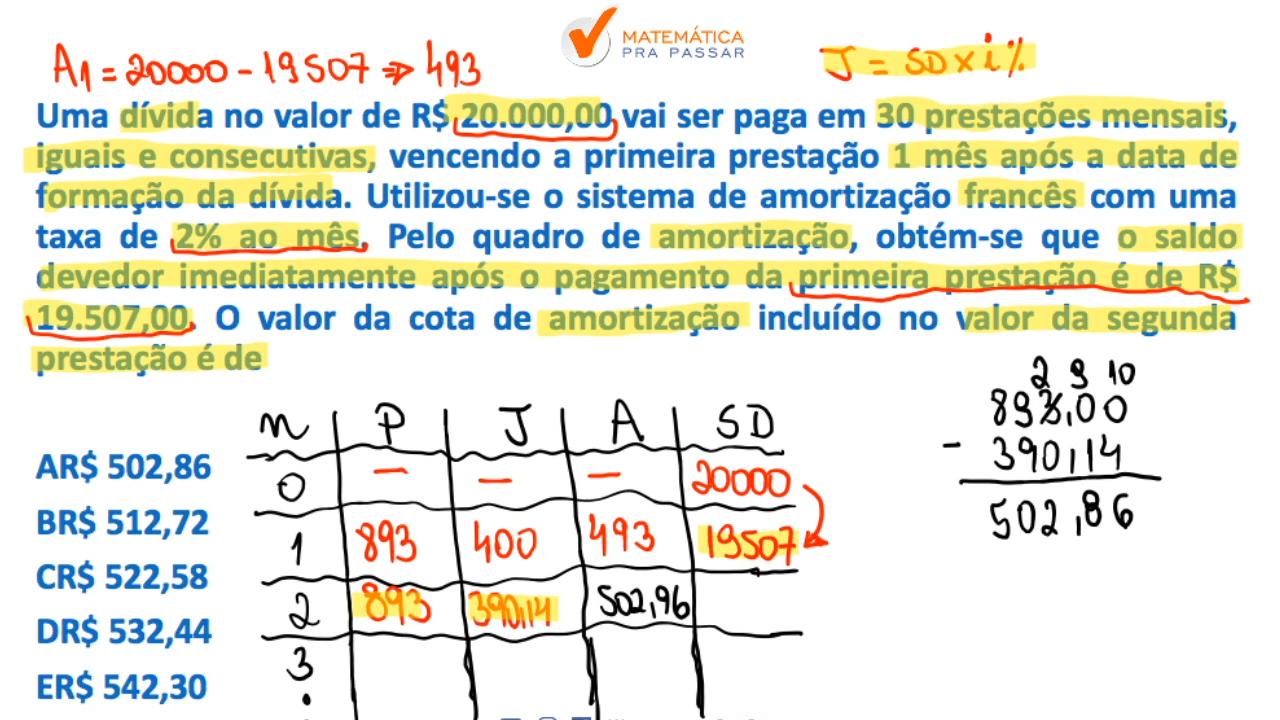 MATEMÁTICA
PRA PASSAR
A1 = 20000 - 19507 => 493
J = SD x i %
Uma dívida no valor de R$ 20.000,00 vai ser paga em 30 prestações mensais,
iguais e consecutivas, vencendo a primeira prestação 1 mês após a data de
formação da dívida. Utilizou-se o sistema de amortização francês com uma
taxa de 2% ao mês. Pelo quadro de amortização, obtém-se que o saldo
devedor imediatamente após o pagamento da primeira prestação é de R$
19.507,00. O valor da cota de amortização incluído no valor da segunda
prestação é de
AR$ 502,86
BR$ 512,72
CR$ 522,58
DR$ 532,44
ER$ 542,30
n P J A SD
0 — — — 20000
1 893 400 493 19507
2 893 390,14 502,96
3
2 9 10
893,00
- 390,14
502,86